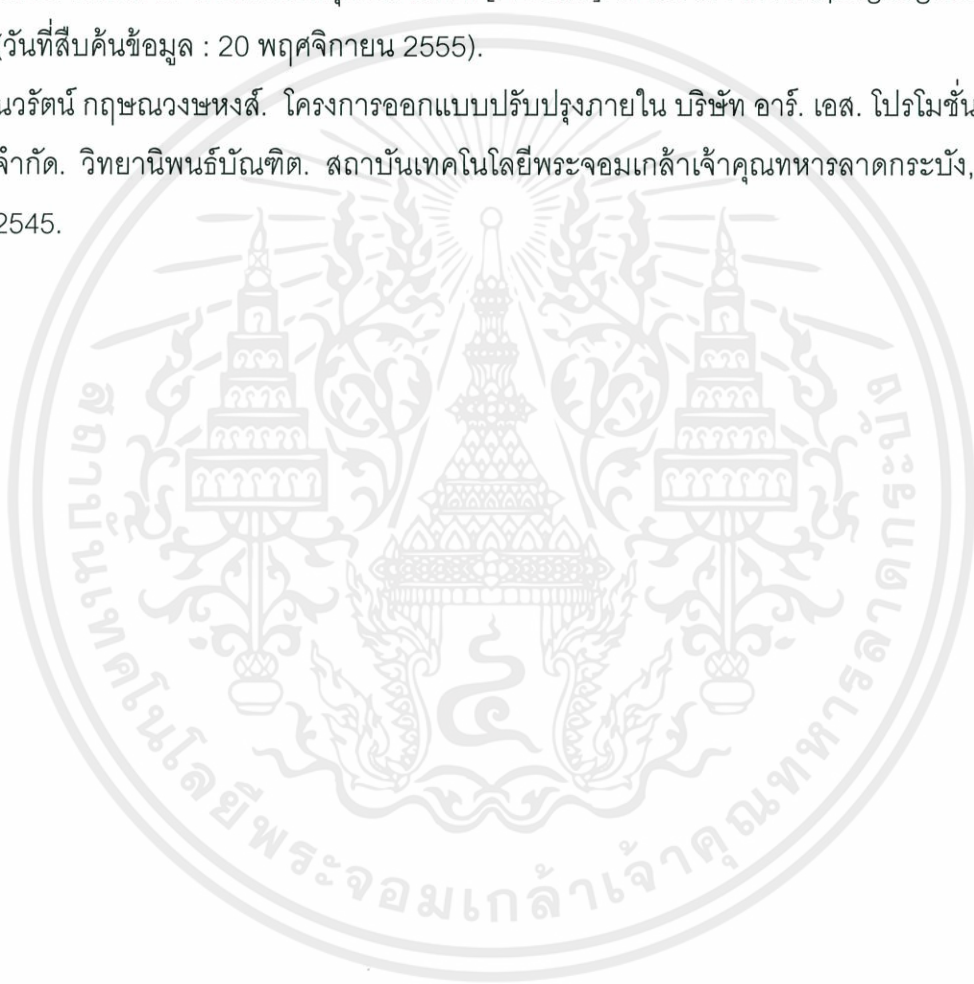 (วันที่สืบค้นข้อมูล : 20 พฤศจิกายน 2555).
นวรัตน์ กฤษณวงษหงส์. โครงการออกแบบปรับปรุงภายใน บริษัท อาร์. เอส. โปรโมชั่น
จำกัด. วิทยานิพนธ์บัณฑิต. สถาบันเทคโนโลยีพระจอมเกล้าเจ้าคุณทหารลาดกระบัง,
2545.
สถาบันเทคโนโลยีพระจอมเกล้าเจ้าคุณทหารลาดกระบัง